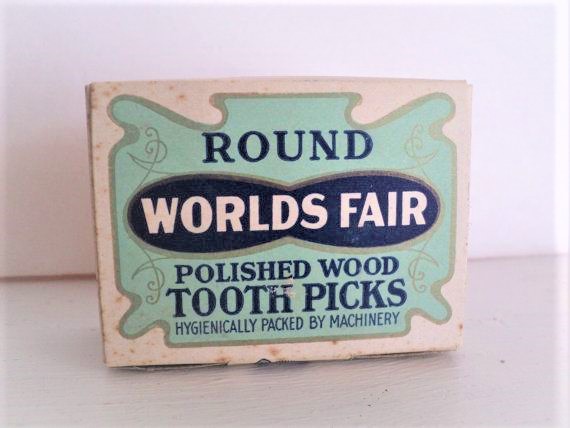 ROUND
WORLDS FAIR
POLISHED WOOD
TOOTH PICKS
HYGIENICALLY PACKED BY MACHINERY